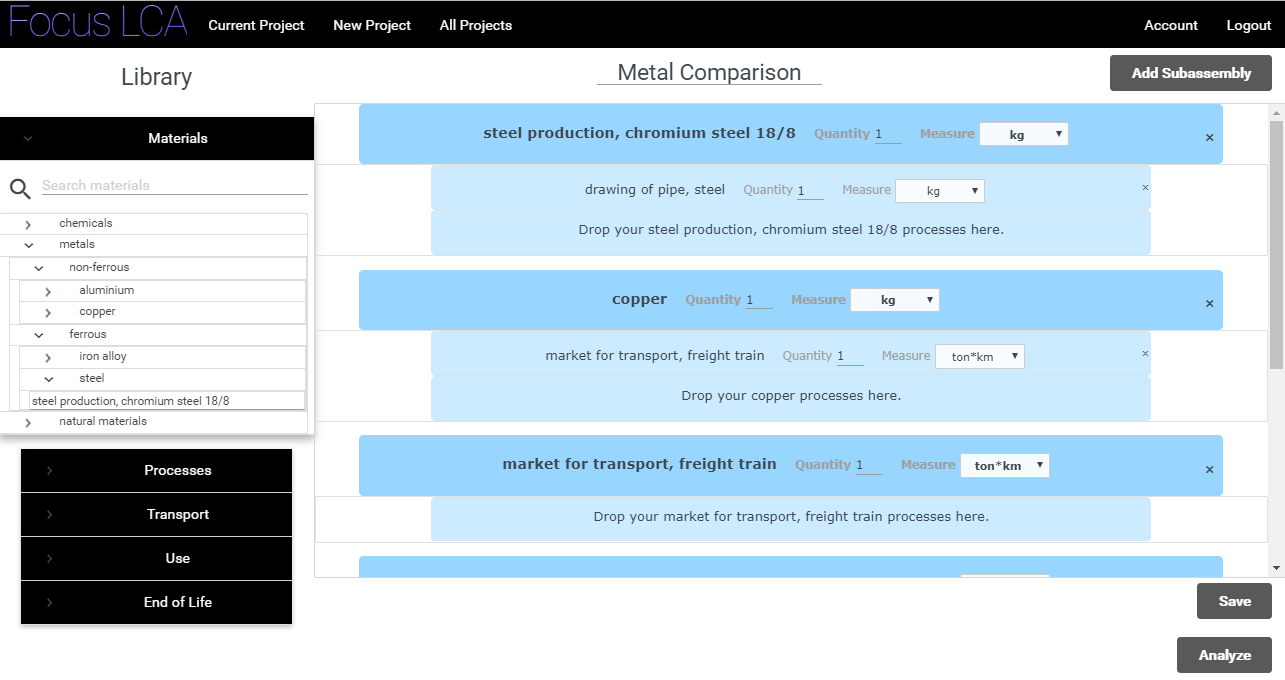 Focus LCA Current Project New Project All Projects Account Logout
Library
Metal Comparison
Add Subassembly
Materials
Search materials
chemicals
metals
non-ferrous
aluminium
copper
ferrous
iron alloy
steel
steel production, chromium steel 18/8
natural materials
Processes
Transport
Use
End of Life
steel production, chromium steel 18/8 Quantity 1 Measure kg ▼ ×
drawing of pipe, steel Quantity 1 Measure kg ▼ ×
Drop your steel production, chromium steel 18/8 processes here.
copper Quantity 1 Measure kg ▼ ×
market for transport, freight train Quantity 1 Measure ton*km ▼ ×
Drop your copper processes here.
market for transport, freight train Quantity 1 Measure ton*km ▼ ×
Drop your market for transport, freight train processes here.
Save
Analyze